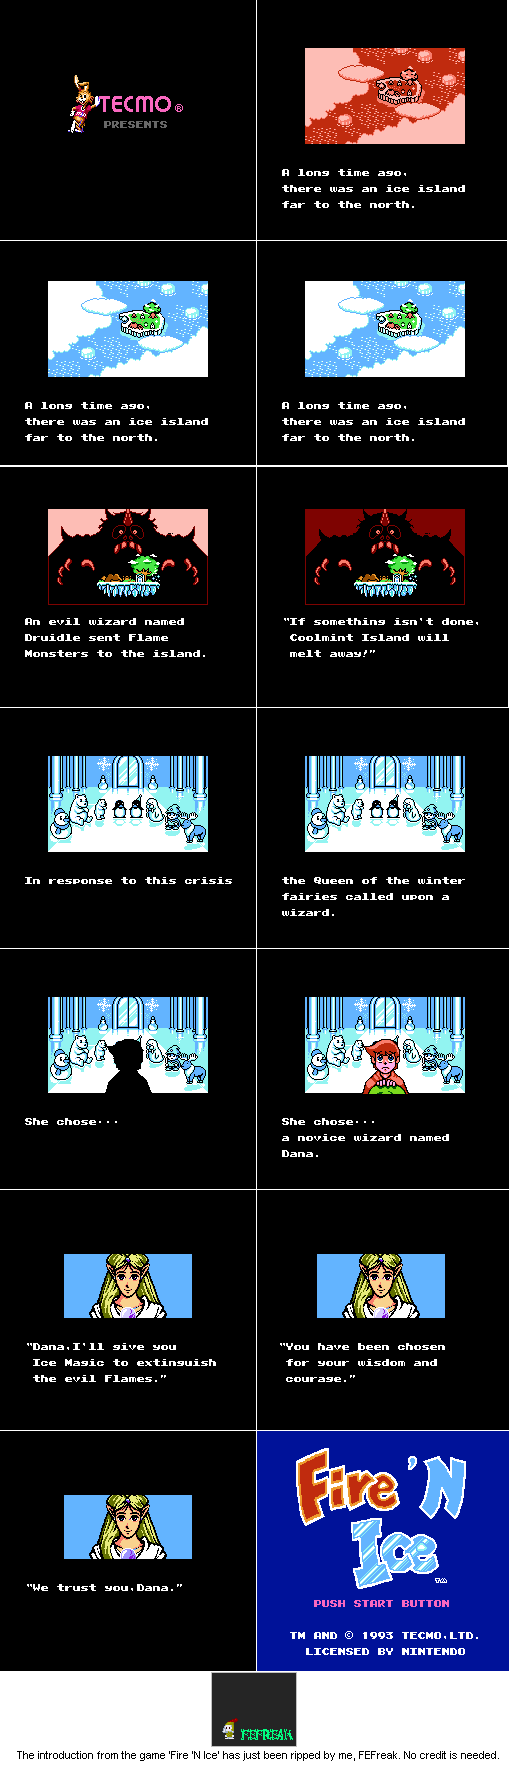 TECMO®
PRESENTS
A long time ago,
there was an ice island
far to the north.
A long time ago,
there was an ice island
far to the north.
A long time ago,
there was an ice island
far to the north.
An evil wizard named
Druidle sent Flame
Monsters to the island.
"If something isn't done,
Coolmint Island will
melt away!"
In response to this crisis
the Queen of the winter
fairies called upon a
wizard.
She chose···
She chose···
a novice wizard named
Dana.
"Dana,I'll give you
Ice Magic to extinguish
the evil Flames."
"You have been chosen
for your wisdom and
courage."
"We trust you,Dana."
Fire 'N
Ice
TM
PUSH START BUTTON
TM AND © 1993 TECMO,LTD.
LICENSED BY NINTENDO
FEFREAK
The introduction from the game 'Fire 'N Ice' has just been ripped by me, FEFreak. No credit is needed.